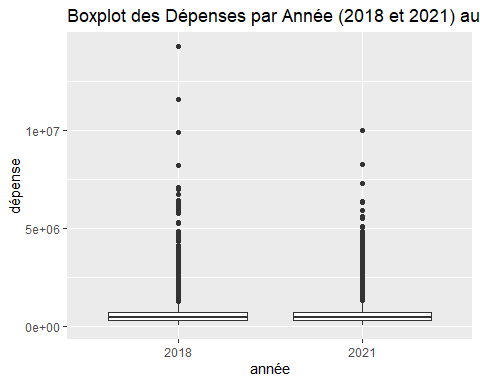 Boxplot des Dépenses par Année (2018 et 2021) au
1e+07
5e+06
0e+00
dépense
2018 2021
année